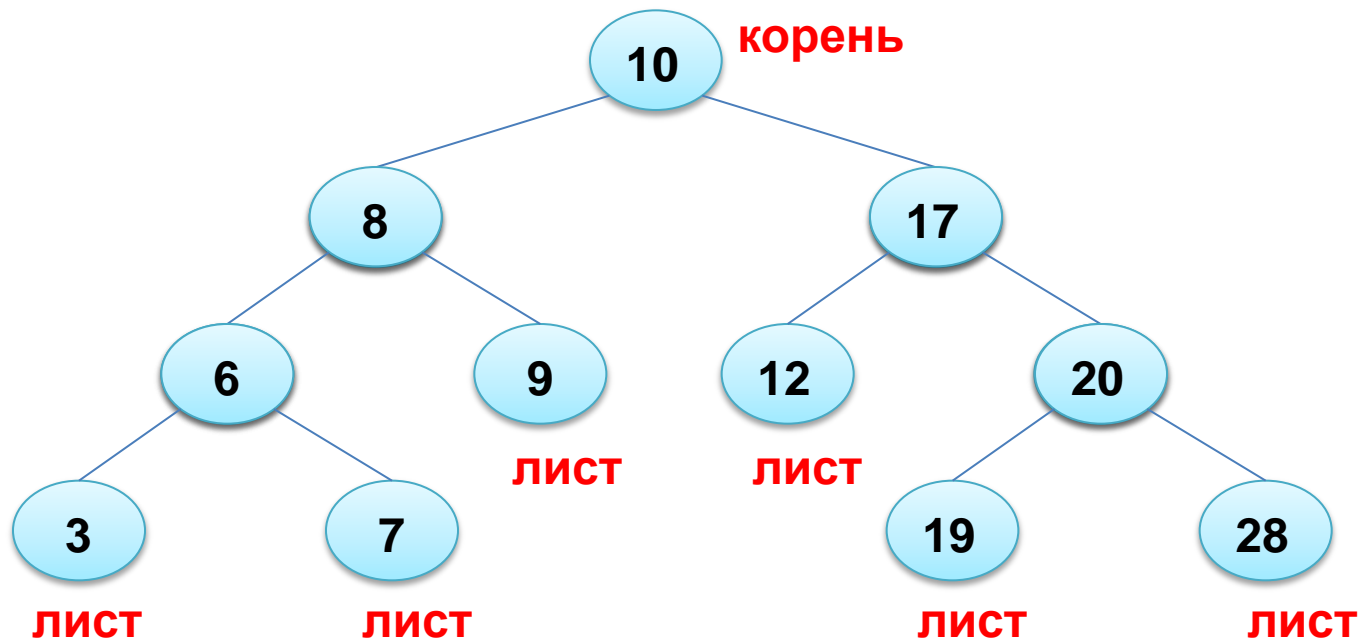 10 корень
8 17
6 9 12 20
лист лист
3 7 19 28
лист лист лист лист